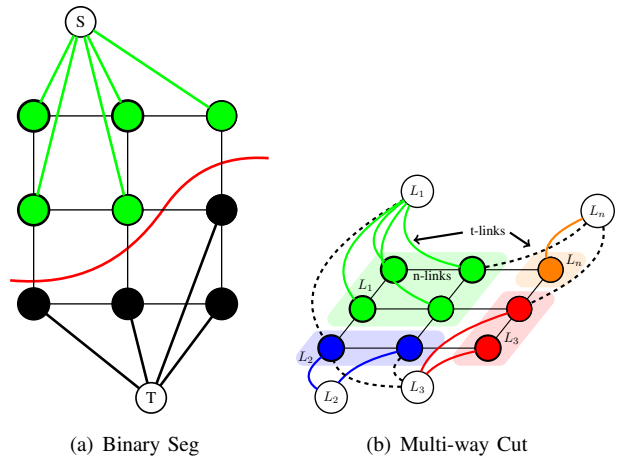 S
T
(a) Binary Seg
L₁
Lₙ
t-links
n-links
Lₙ
L₁
L₃
L₂
L₂
L₃
(b) Multi-way Cut